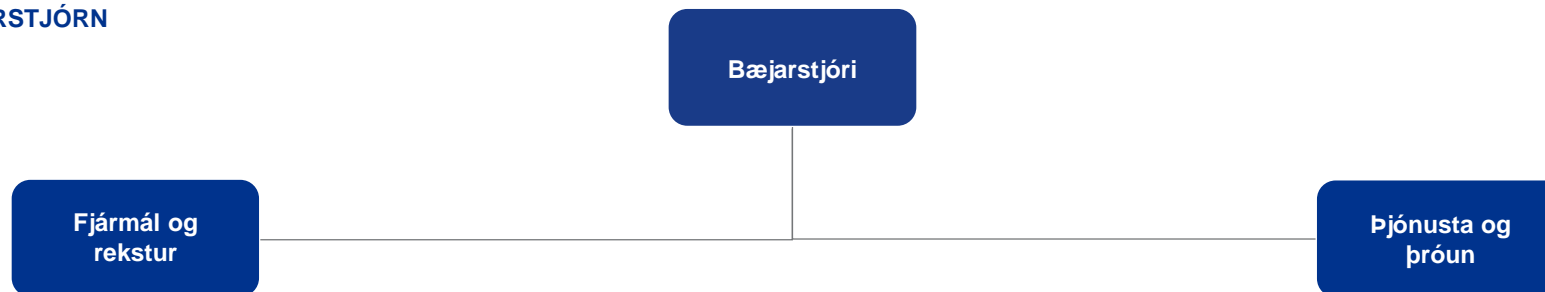 RSTJÓRN
Bæjarstjóri
Fjármál og
rekstur
Þjónusta og
þróun